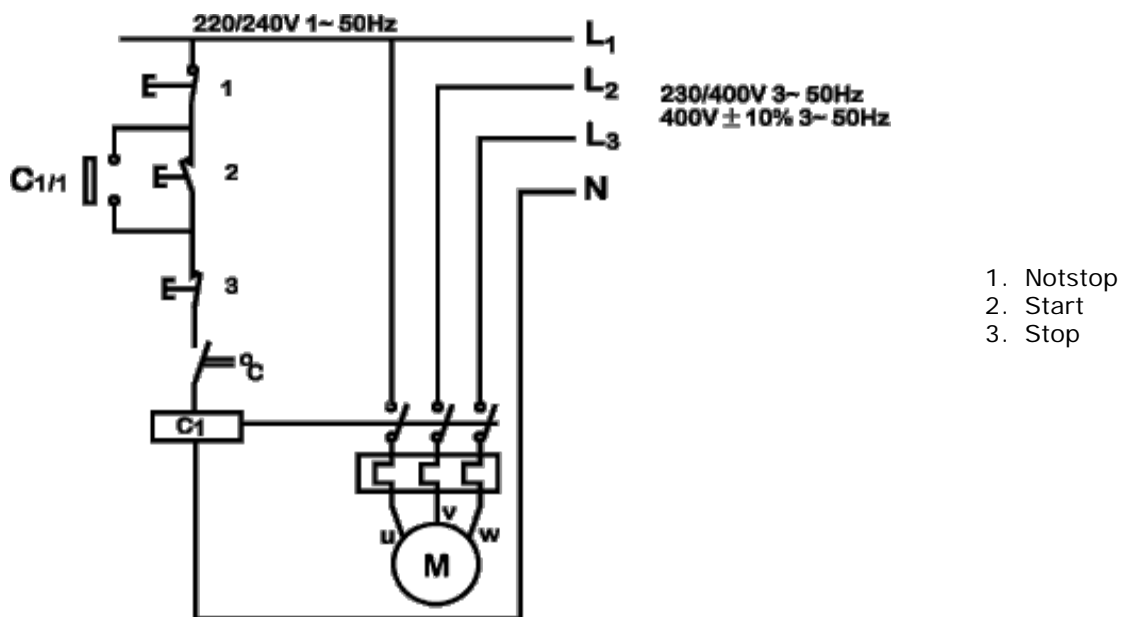 220/240V 1~ 50Hz
L1
L2
230/400V 3~ 50Hz
400V ± 10% 3~ 50Hz
L3
N
1
C1/1
2
3
°C
C1
u
v
w
M
1. Notstop
2. Start
3. Stop